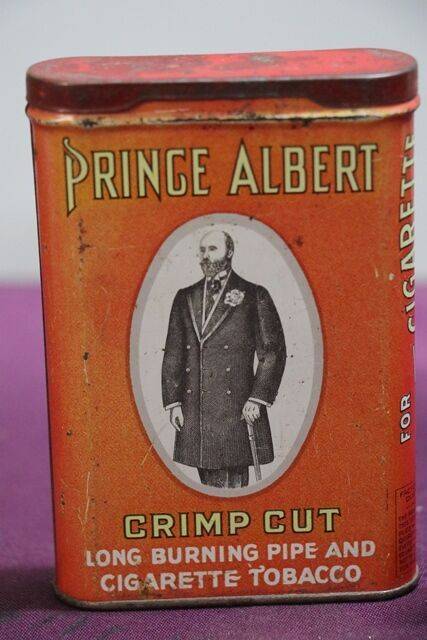 PRINCE ALBERT
CRIMP CUT
LONG BURNING PIPE AND
CIGARETTE TOBACCO
FOR
CIGARETTE